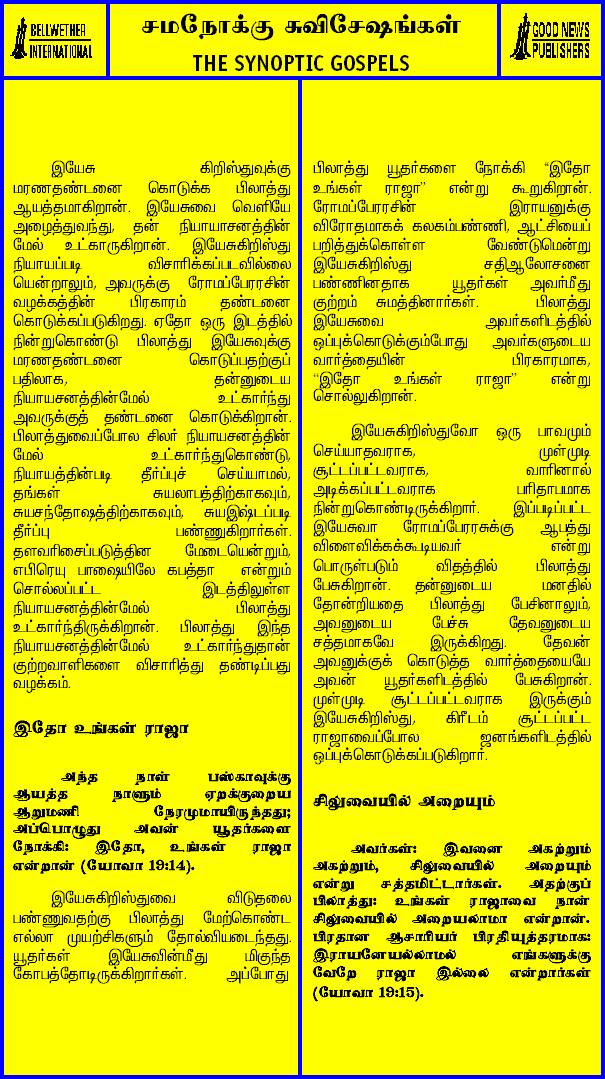 BELLWETHER
INTERNATIONAL
சமநோக்கு சுவிசேஷங்கள்
THE SYNOPTIC GOSPELS
GOOD NEWS
PUBLISHERS
இயேசு கிறிஸ்துவுக்கு
மரணதண்டனை கொடுக்க பிலாத்து
ஆயத்தமாகிறான். இயேசுவை வெளியே
அழைத்துவந்து, தன் நியாயாசனத்தின்
மேல் உட்காருகிறான். இயேசுகிறிஸ்து
நியாயப்படி விசாரிக்கப்படவில்லை
யென்றாலும், அவருக்கு ரோமப்பேரரசின்
வழக்கத்தின் பிரகாரம் தண்டனை
கொடுக்கப்படுகிறது. ஏதோ ஒரு இடத்தில்
நின்றுகொண்டு பிலாத்து இயேசுவுக்கு
மரணதண்டனை கொடுப்பதற்குப்
பதிலாக, தன்னுடைய
நியாயசனத்தின்மேல் உட்கார்ந்து
அவருக்குத் தண்டனை கொடுக்கிறான்.
பிலாத்துவைப்போல சிலர் நியாயசனத்தின்
மேல் உட்கார்ந்துகொண்டு,
நியாயத்தின்படி தீர்ப்புச் செய்யாமல்,
தங்கள் சுயலாபத்திற்காகவும்,
சுயசந்தோஷத்திற்காகவும், சுயஇஷ்டப்படி
தீர்ப்பு பண்ணுகிறார்கள்.
தளவரிசைப்படுத்தின மேடையென்றும்,
எபிரெயு பாஷையிலே கபத்தா என்றும்
சொல்லப்பட்ட இடத்திலுள்ள
நியாயசனத்தின்மேல் பிலாத்து
உட்கார்ந்திருக்கிறான். பிலாத்து இந்த
நியாயசனத்தின்மேல் உட்கார்ந்துதான்
குற்றவாளிகளை விசாரித்து தண்டிப்பது
வழக்கம்.
இதோ உங்கள் ராஜா
அந்த நாள் பஸ்காவுக்கு
ஆயத்த நாளும் ஏறக்குறைய
ஆறுமணி நேரமுமாயிருந்தது;
அப்பொழுது அவன் யூதர்களை
நோக்கி: இதோ, உங்கள் ராஜா
என்றான் (யோவா 19:14).
இயேசுகிறிஸ்துவை விடுதலை
பண்ணுவதற்கு பிலாத்து மேற்கொண்ட
எல்லா முயற்சிகளும் தோல்வியடைந்தது.
யூதர்கள் இயேசுவின்மீது மிகுந்த
கோபத்தோடிருக்கிறார்கள். அப்போது
பிலாத்து யூதர்களை நோக்கி “இதோ
உங்கள் ராஜா” என்று கூறுகிறான்.
ரோமப்பேரரசின் இராயனுக்கு
விரோதமாகக் கலகம்பண்ணி, ஆட்சியைப்
பறித்துக்கொள்ள வேண்டுமென்று
இயேசுகிறிஸ்து சதிஆலோசனை
பண்ணினதாக யூதர்கள் அவர்மீது
குற்றம் சுமத்தினார்கள். பிலாத்து
இயேசுவை அவர்களிடத்தில்
ஒப்புக்கொடுக்கும்போது அவர்களுடைய
வார்த்தையின் பிரகாரமாக,
“இதோ உங்கள் ராஜா” என்று
சொல்லுகிறான்.
இயேசுகிறிஸ்துவோ ஒரு பாவமும்
செய்யாதவராக, முள்முடி
சூட்டப்பட்டவராக, வாரினால்
அடிக்கப்பட்டவராக பரிதாபமாக
நின்றுகொண்டிருக்கிறார். இப்படிப்பட்ட
இயேசுவா ரோமப்பேரரசுக்கு ஆபத்து
விளைவிக்கக்கூடியவர் என்று
பொருள்படும் விதத்தில் பிலாத்து
பேசுகிறான். தன்னுடைய மனதில்
தோன்றியதை பிலாத்து பேசினாலும்,
அவனுடைய பேச்சு தேவனுடைய
சத்தமாகவே இருக்கிறது. தேவன்
அவனுக்குக் கொடுத்த வார்த்தையையே
அவன் யூதர்களிடத்தில் பேசுகிறான்.
முள்முடி சூட்டப்பட்டவராக இருக்கும்
இயேசுகிறிஸ்து, கிரீடம் சூட்டப்பட்ட
ராஜாவைப்போல ஜனங்களிடத்தில்
ஒப்புக்கொடுக்கப்படுகிறார்.
சிலுவையில் அறையும்
அவர்கள்: இவனை அகற்றும்
அகற்றும், சிலுவையில் அறையும்
என்று சத்தமிட்டார்கள். அதற்குப்
பிலாத்து: உங்கள் ராஜாவை நான்
சிலுவையில் அறையலாமா என்றான்.
பிரதான ஆசாரியர் பிரதியுத்தரமாக:
இராயனேயல்லாமல் எங்களுக்கு
வேறே ராஜா இல்லை என்றார்கள்
(யோவா 19:15).